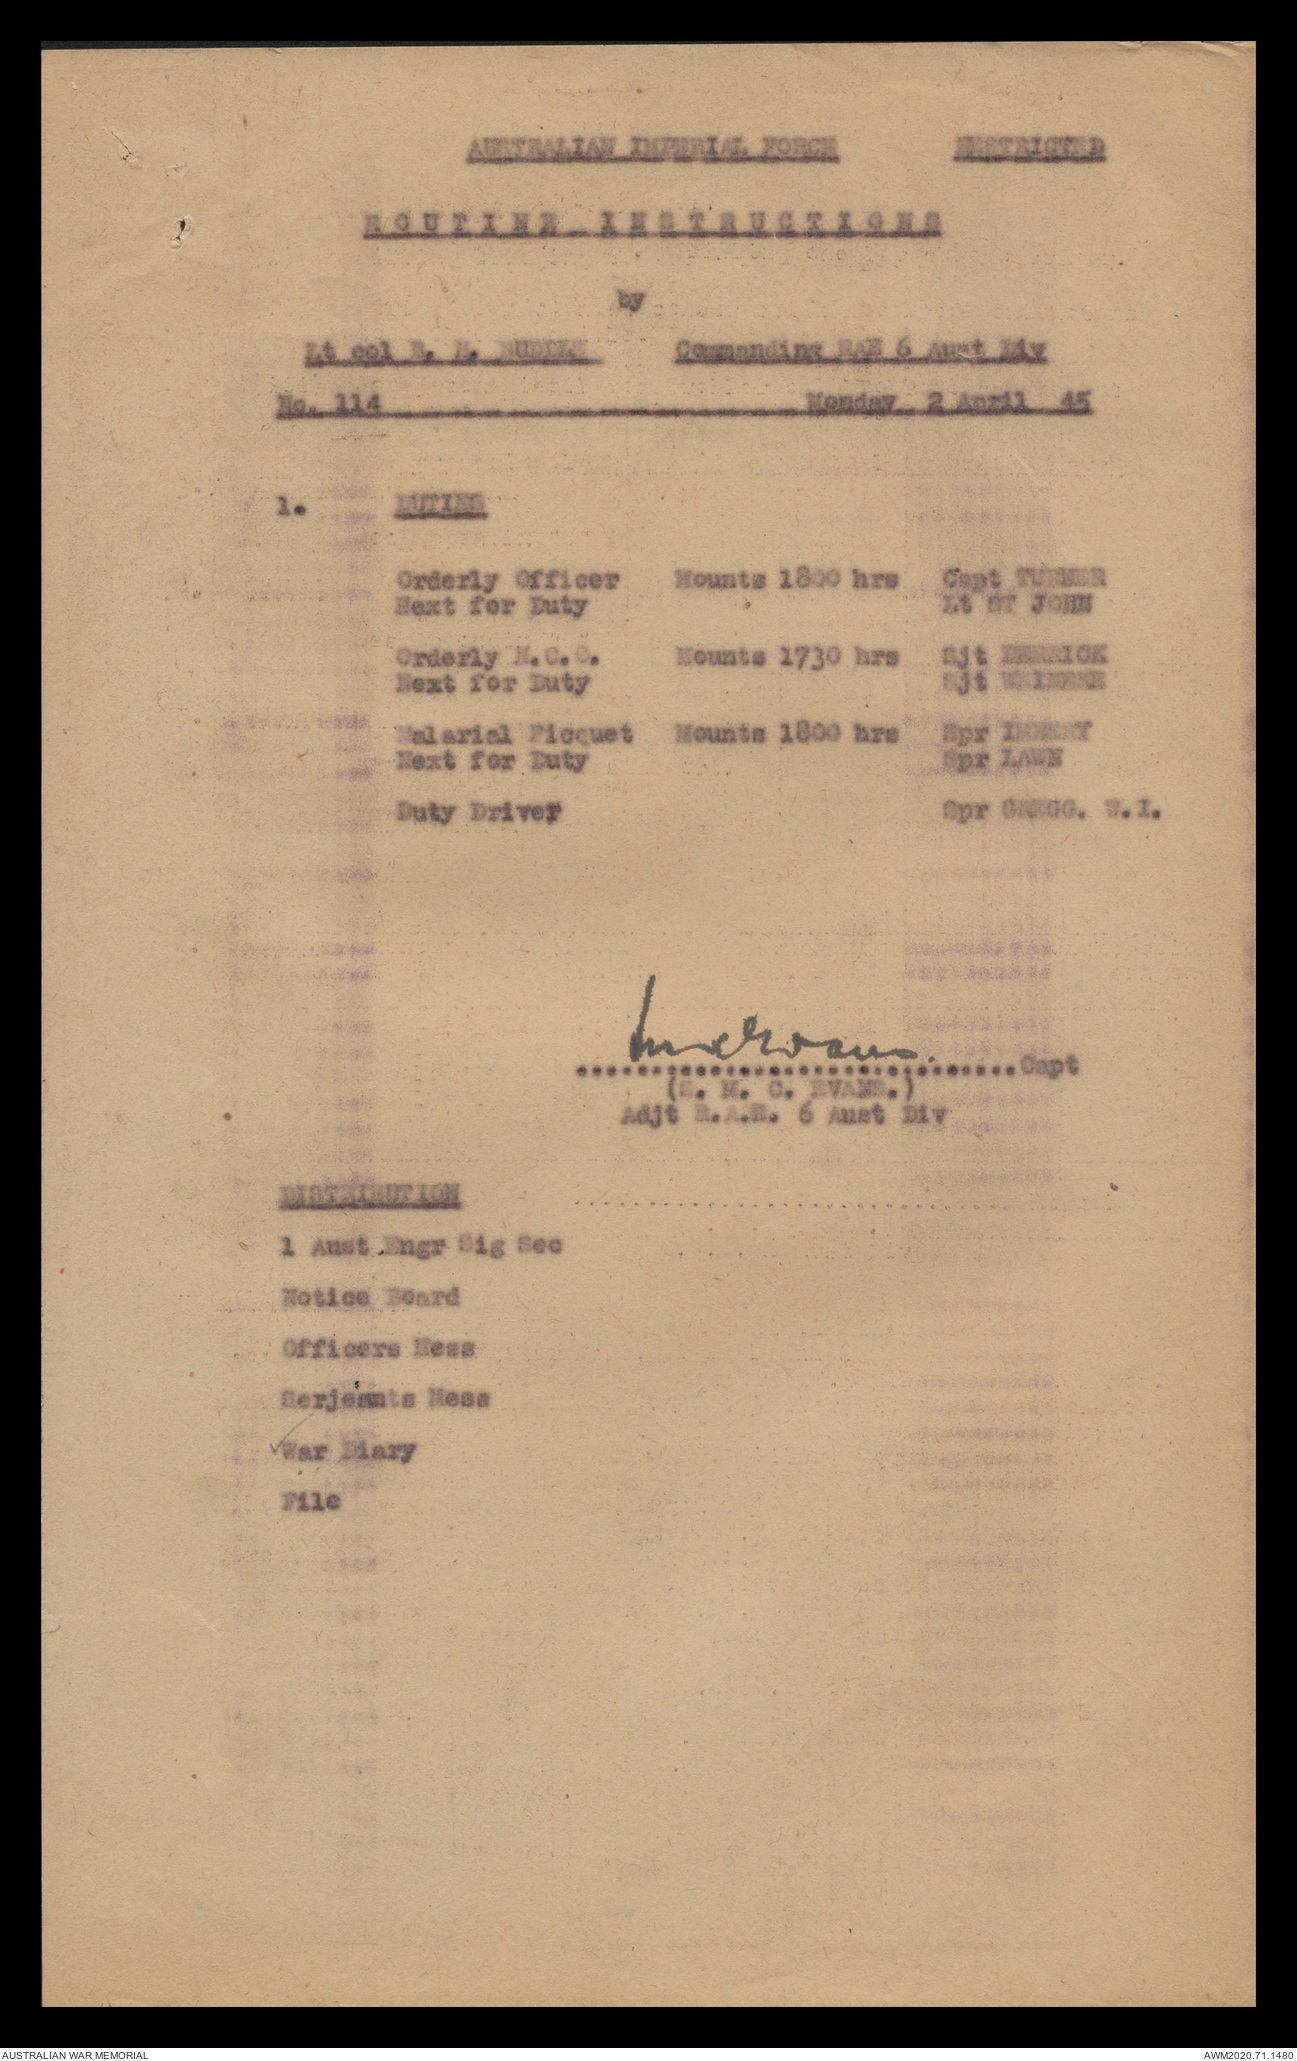 AUSTRALIAN IMPERIAL FORCE RESTRICTED
ROUTINE INSTRUCTIONS
by
Lt col R. H. Commanding RAE 6 Aust Div
No. 114 Monday 2 April 45
1. DUTIES
Orderly Officer Mounts 1800 hrs Capt TURNER
Next for Duty Lt ST JOHN
Orderly N.C.O. Mounts 1730 hrs Sjt DERRICK
Next for Duty Sjt
Malarial Picquet Mounts 1800 hrs Spr
Next for Duty Spr LAWN
Duty Driver Spr GREGG. W.I.
..............................Capt
(S. M. C. EVANS.)
Adjt R.A.E. 6 Aust Div
DISTRIBUTION
1 Aust Engr Sig Sec
Notice Board
Officers Mess
Serjeants Mess
✓War Diary
File
AUSTRALIAN WAR MEMORIAL AWM2020.71.1480